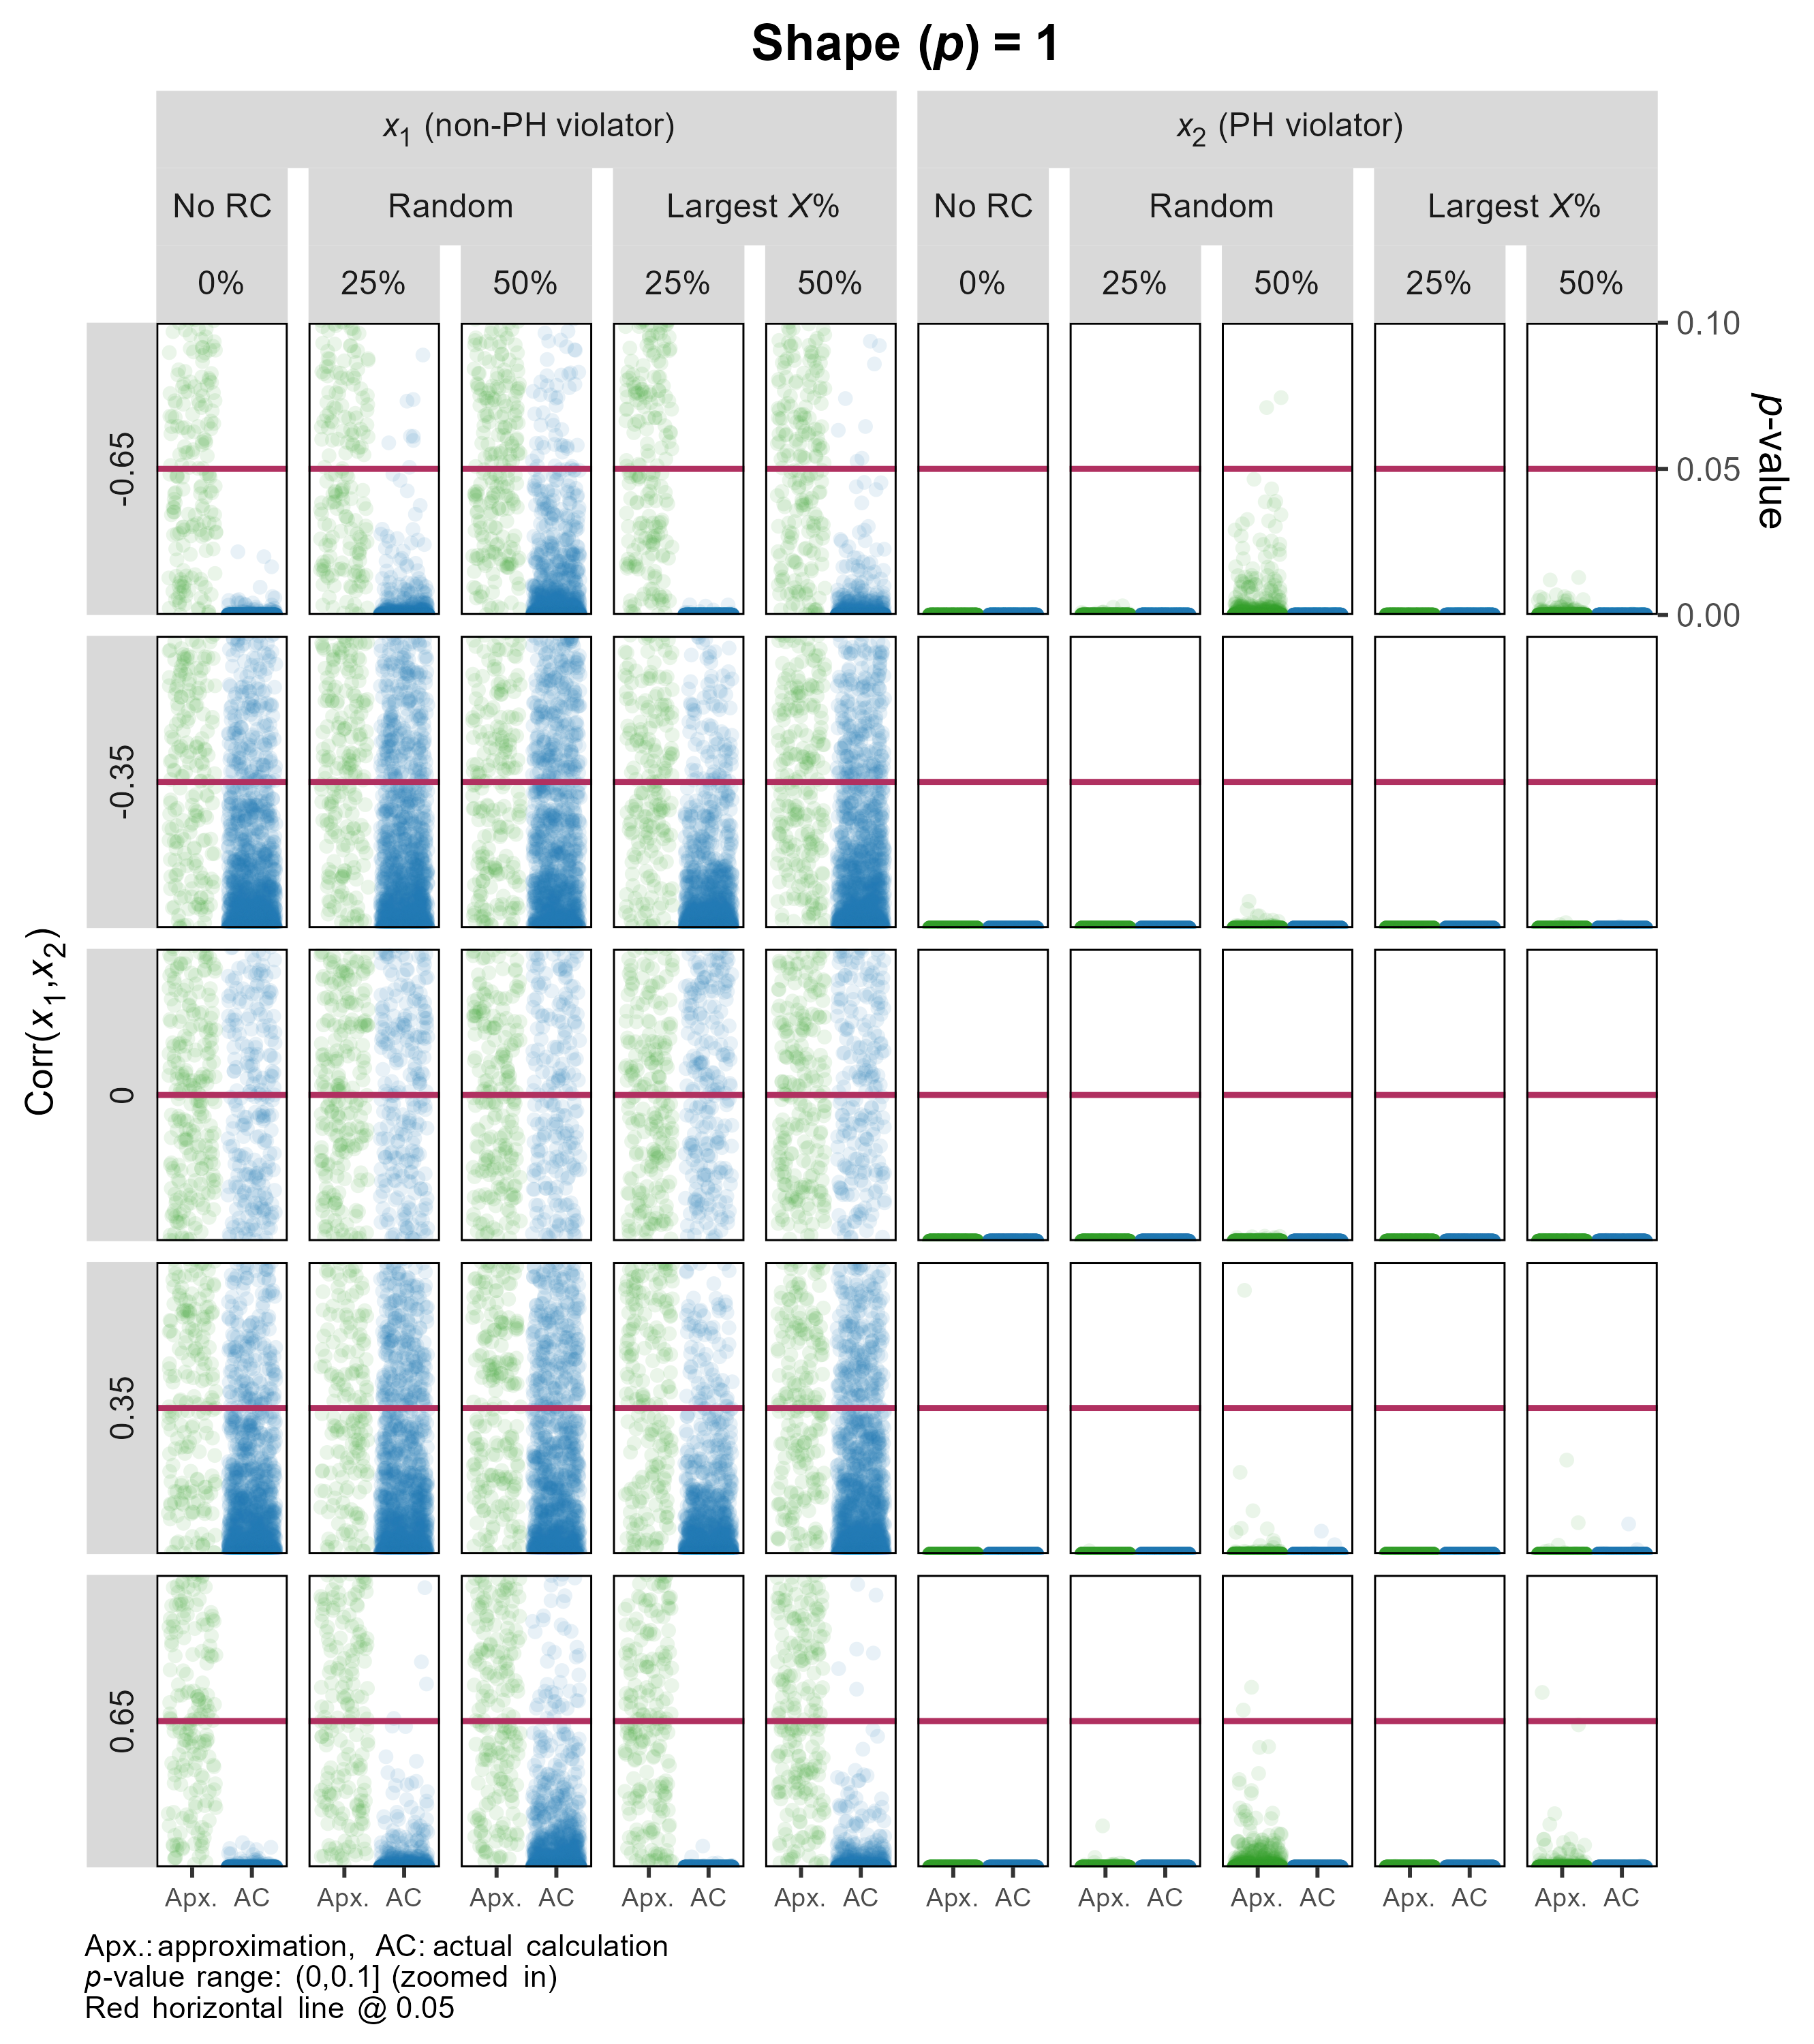 Shape (p) = 1
x1 (non-PH violator) x2 (PH violator)
No RC Random Largest X% No RC Random Largest X%
0% 25% 50% 25% 50% 0% 25% 50% 25% 50%
0.10
0.05
0.00
p-value
Corr(x1,x2)
-0.65
-0.35
0
0.35
0.65
Apx. AC Apx. AC Apx. AC Apx. AC Apx. AC Apx. AC Apx. AC Apx. AC Apx. AC Apx. AC
Apx.: approximation, AC: actual calculation
p-value range: (0,0.1] (zoomed in)
Red horizontal line @ 0.05